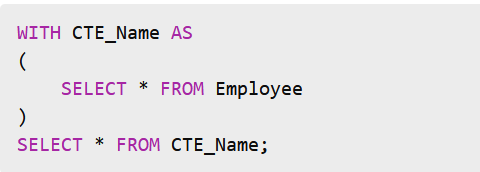 WITH CTE_Name AS
(
    SELECT * FROM Employee
)
SELECT * FROM CTE_Name;